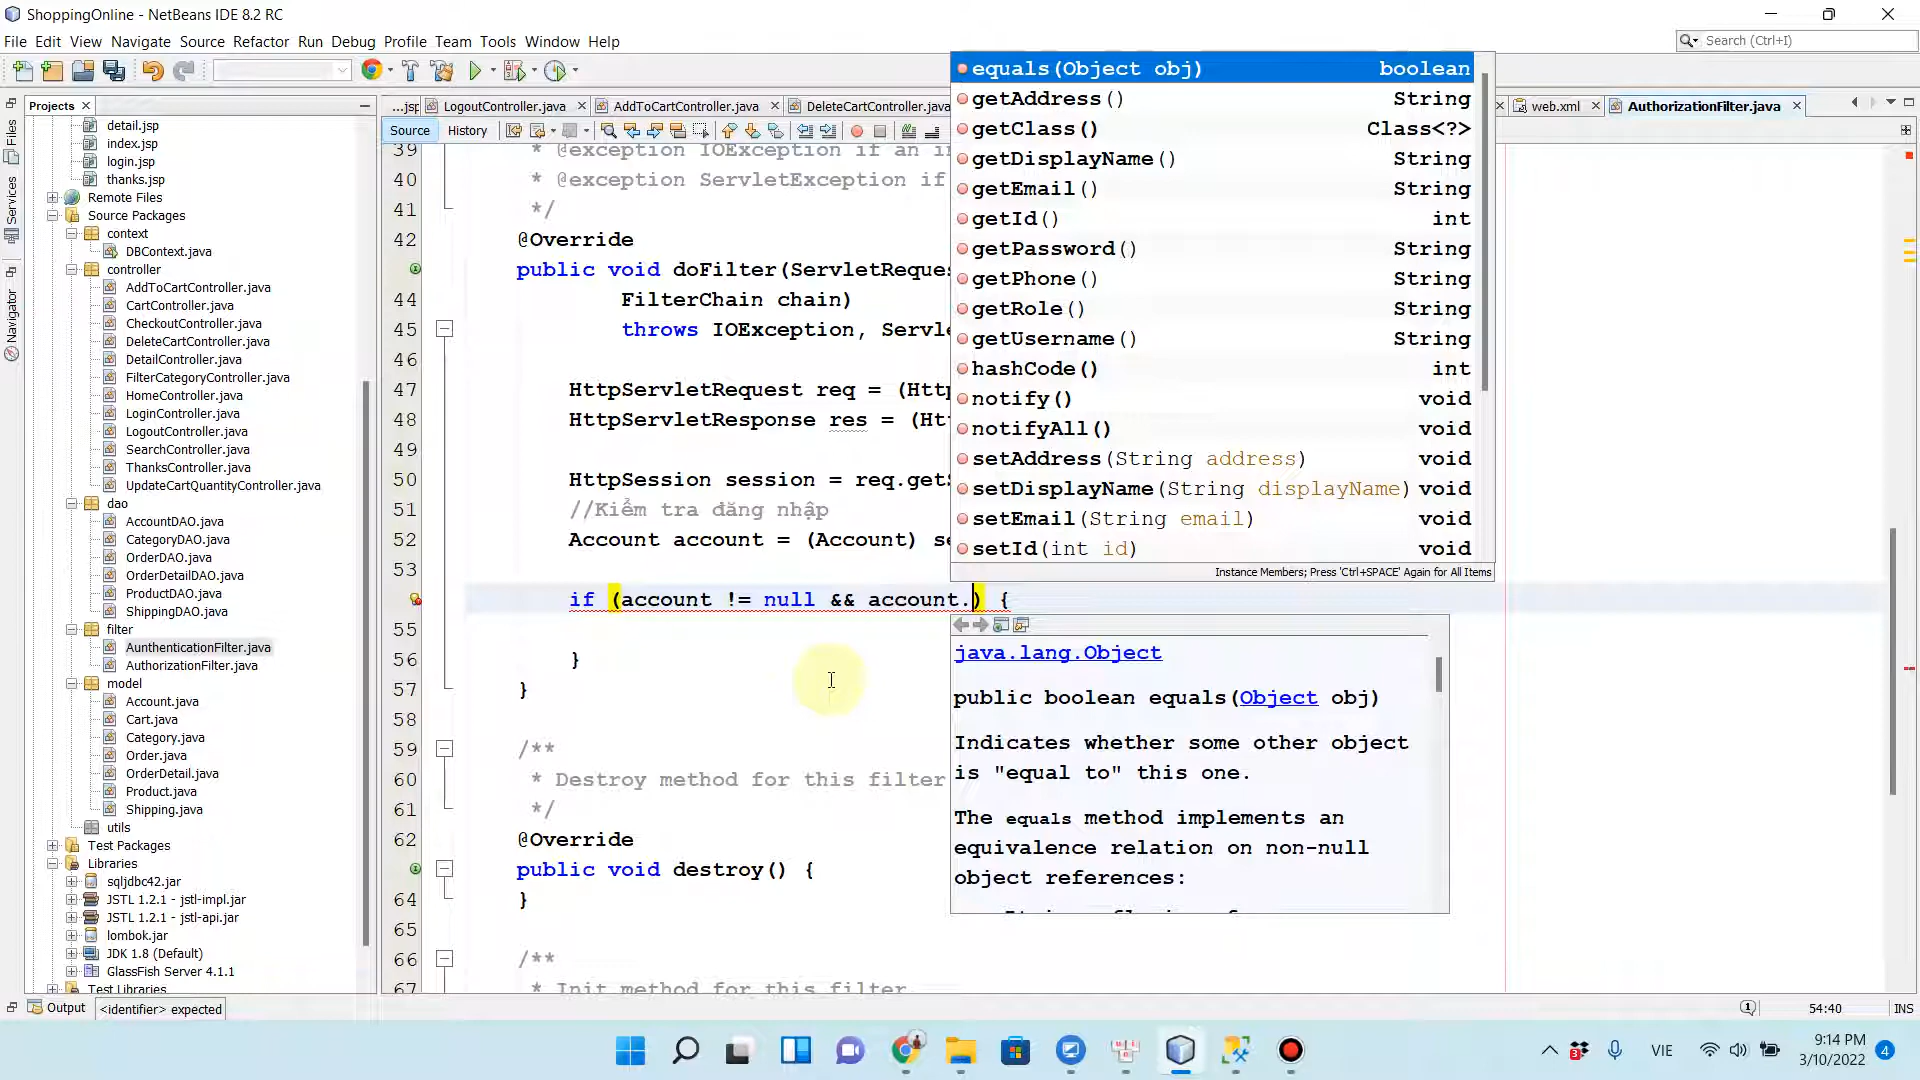 ShoppingOnline - NetBeans IDE 8.2 RC
File Edit View Navigate Source Refactor Run Debug Profile Team Tools Window Help
Search (Ctrl+I)
Projects
Files
Services
Navigator
detail.jsp
index.jsp
login.jsp
thanks.jsp
Remote Files
Source Packages
context
DBContext.java
controller
AddToCartController.java
CartController.java
CheckoutController.java
DeleteCartController.java
DetailController.java
FilterCategoryController.java
HomeController.java
LoginController.java
LogoutController.java
SearchController.java
ThanksController.java
UpdateCartQuantityController.java
dao
AccountDAO.java
CategoryDAO.java
OrderDAO.java
OrderDetailDAO.java
ProductDAO.java
ShippingDAO.java
filter
AunthenticationFilter.java
AuthorizationFilter.java
model
Account.java
Cart.java
Category.java
Order.java
OrderDetail.java
Product.java
Shipping.java
utils
Test Packages
Libraries
sqljdbc42.jar
JSTL 1.2.1 - jstl-impl.jar
JSTL 1.2.1 - jstl-api.jar
lombok.jar
JDK 1.8 (Default)
GlassFish Server 4.1.1
Test Libraries
...jsp LogoutController.java AddToCartController.java DeleteCartController.java web.xml AuthorizationFilter.java
Source History
39 * @exception IOException if an i
40 * @exception ServletException if
41 */
42 @Override
public void doFilter(ServletReques
44 FilterChain chain)
45 throws IOException, Servle
46
47 HttpServletRequest req = (Htt
48 HttpServletResponse res = (Ht
49
50 HttpSession session = req.get
51 //Kiểm tra đăng nhập
52 Account account = (Account) se
53
if (account != null && account.) {
55
56 }
57 }
58
59 /**
60 * Destroy method for this filter
61 */
62 @Override
public void destroy() {
64 }
65
66 /**
67 * Init method for this filter
equals(Object obj) boolean
getAddress() String
getClass() Class<?>
getDisplayName() String
getEmail() String
getId() int
getPassword() String
getPhone() String
getRole() String
getUsername() String
hashCode() int
notify() void
notifyAll() void
setAddress(String address) void
setDisplayName(String displayName) void
setEmail(String email) void
setId(int id) void
Instance Members; Press 'Ctrl+SPACE' Again for All Items
java.lang.Object
public boolean equals(Object obj)
Indicates whether some other object
is "equal to" this one.
The equals method implements an
equivalence relation on non-null
object references:
Output <identifier> expected
1 54:40 INS
3 VIE 9:14 PM
3/10/2022 4